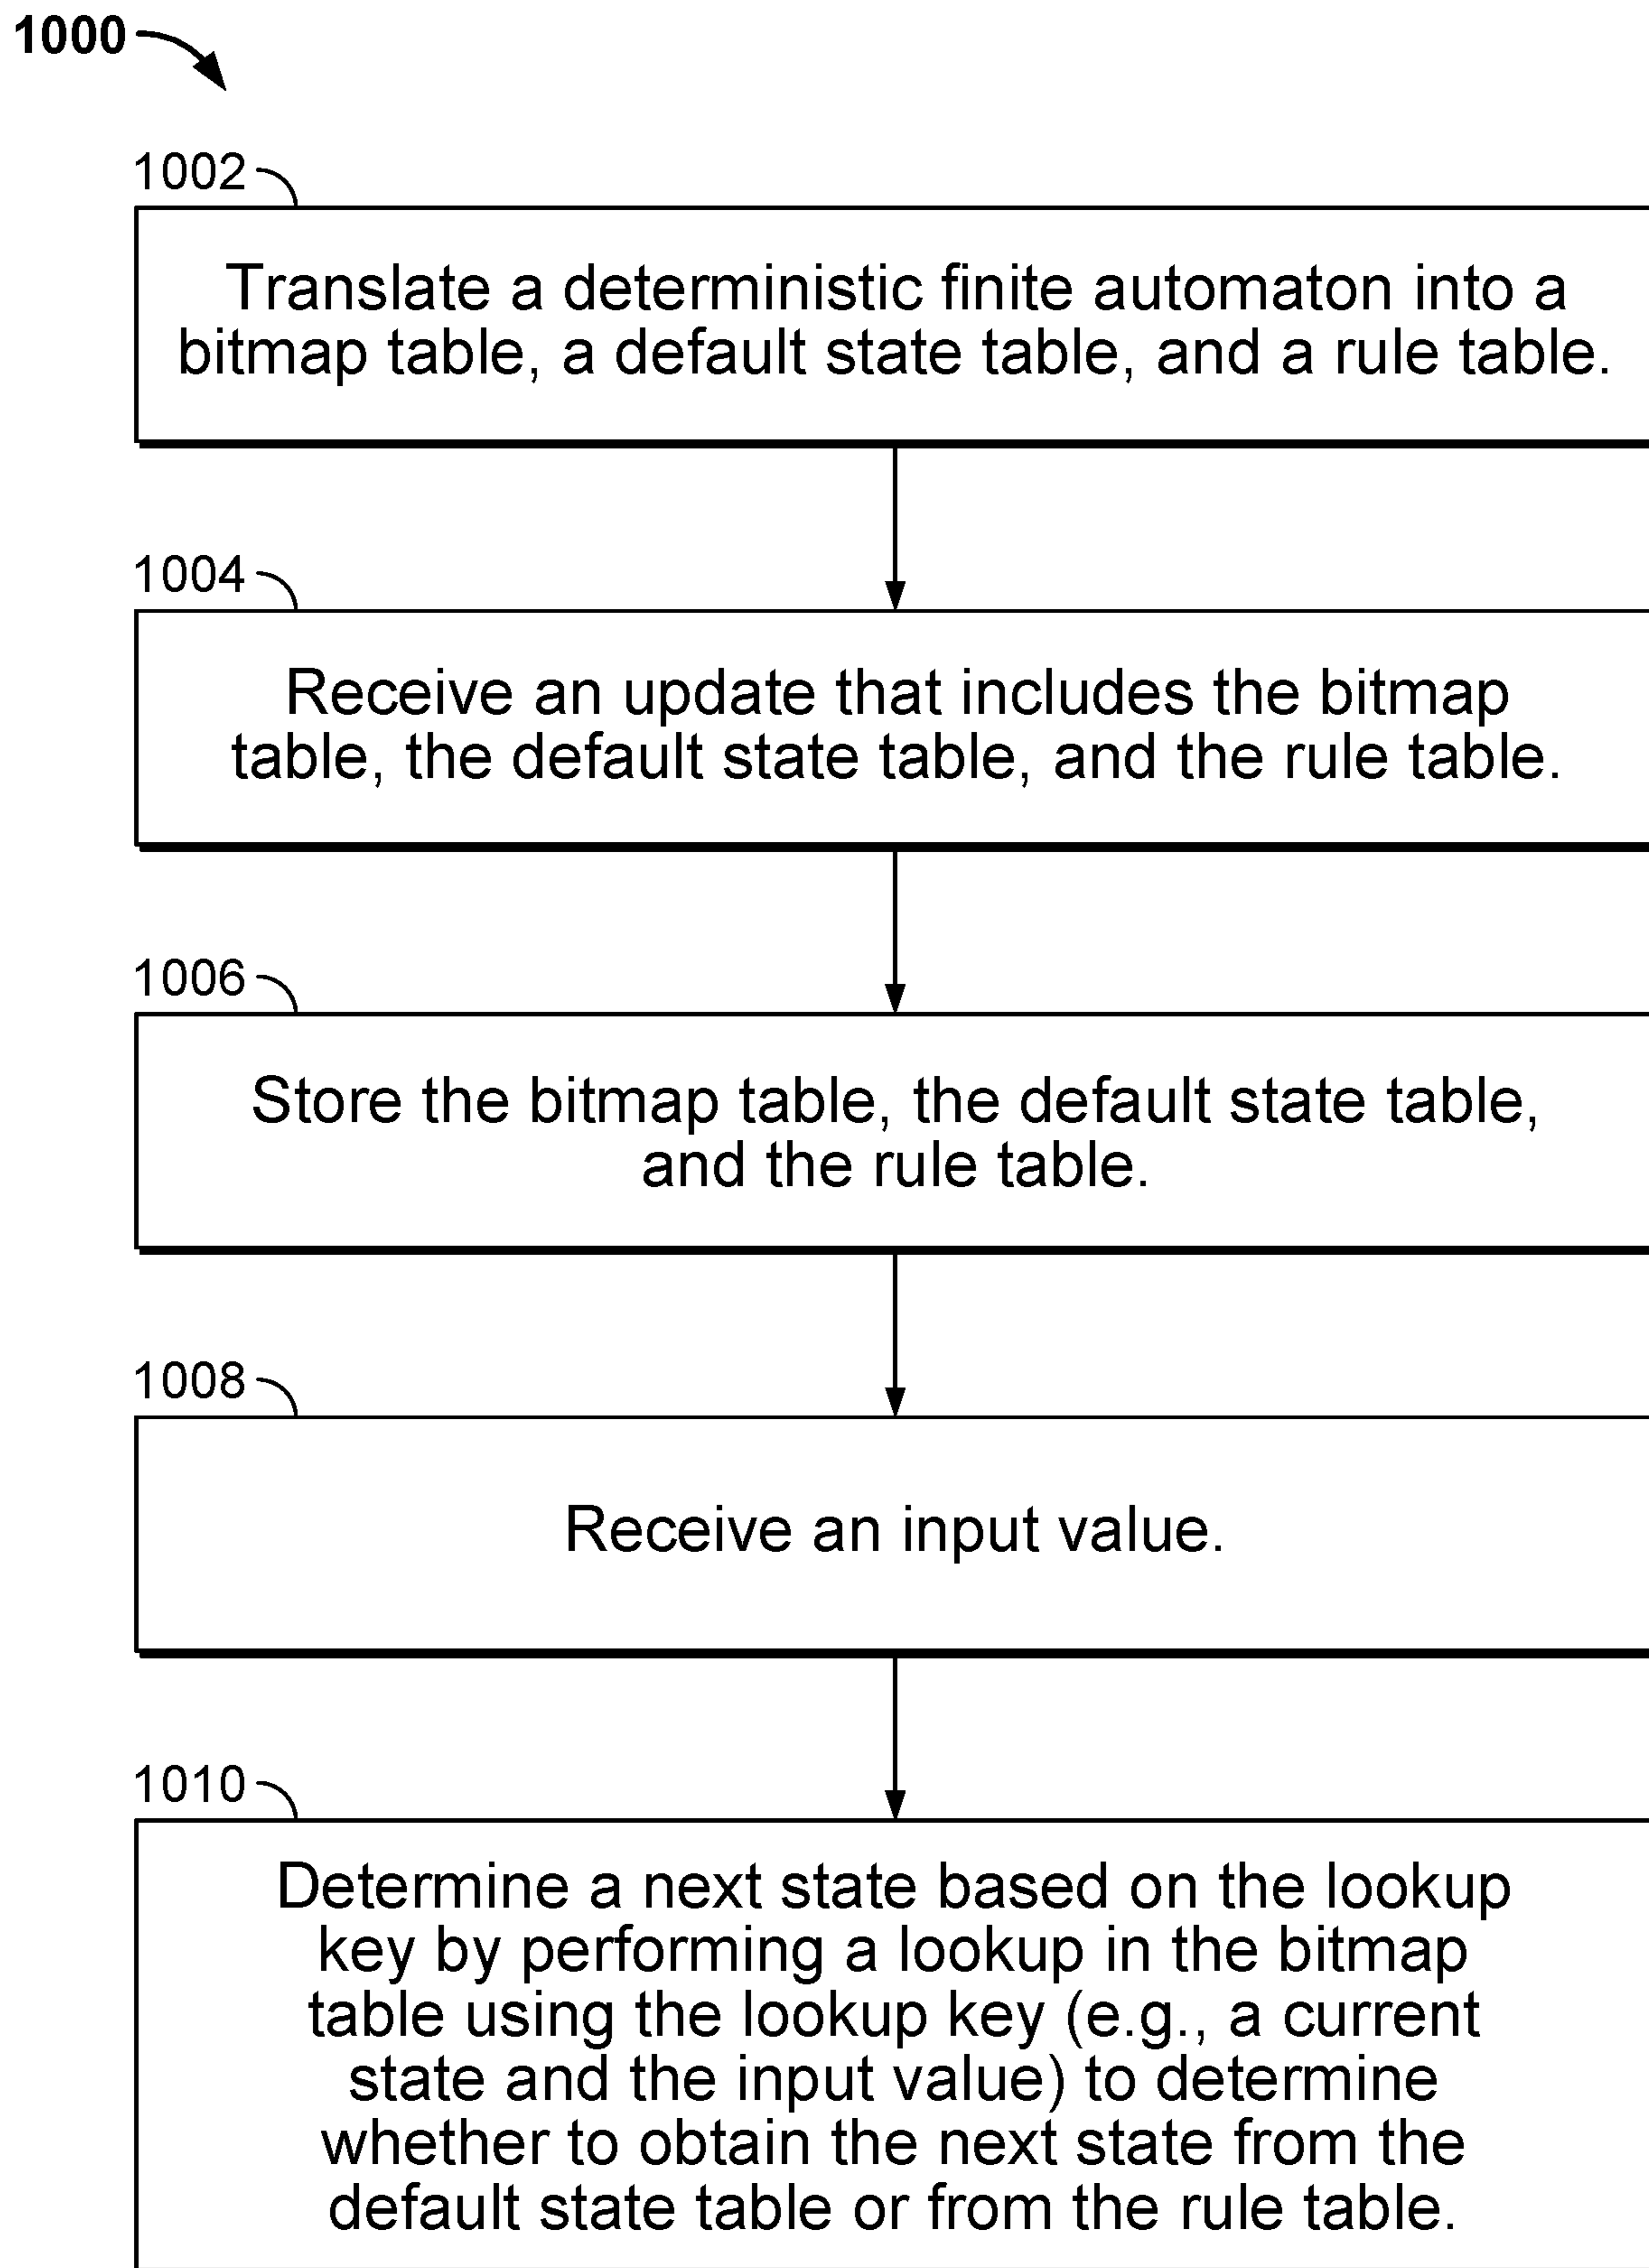 1000
1002
Translate a deterministic finite automaton into a
bitmap table, a default state table, and a rule table.
1004
Receive an update that includes the bitmap
table, the default state table, and the rule table.
1006
Store the bitmap table, the default state table,
and the rule table.
1008
Receive an input value.
1010
Determine a next state based on the lookup
key by performing a lookup in the bitmap
table using the lookup key (e.g., a current
state and the input value) to determine
whether to obtain the next state from the
default state table or from the rule table.